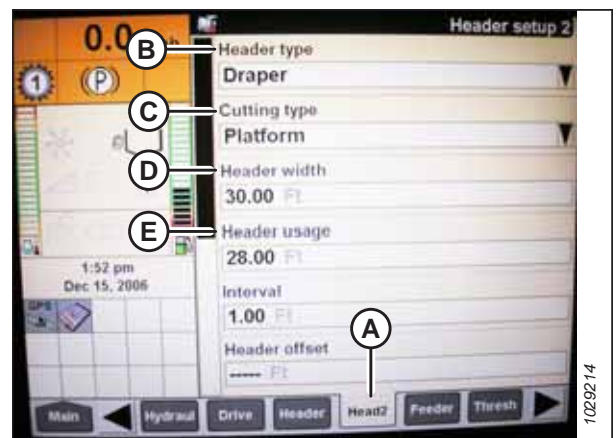 0.0
Header setup 2
B
Header type
1
(P)
Draper
C
Cutting type
Platform
D
Header width
30.00 Ft
E
Header usage
28.00 Ft
1:52 pm
Dec 15, 2006
Interval
1.00 Ft
GPS
A
Header offset
----- Ft
Main
Hydraul
Drive
Header
Head2
Feeder
Thresh
1029214